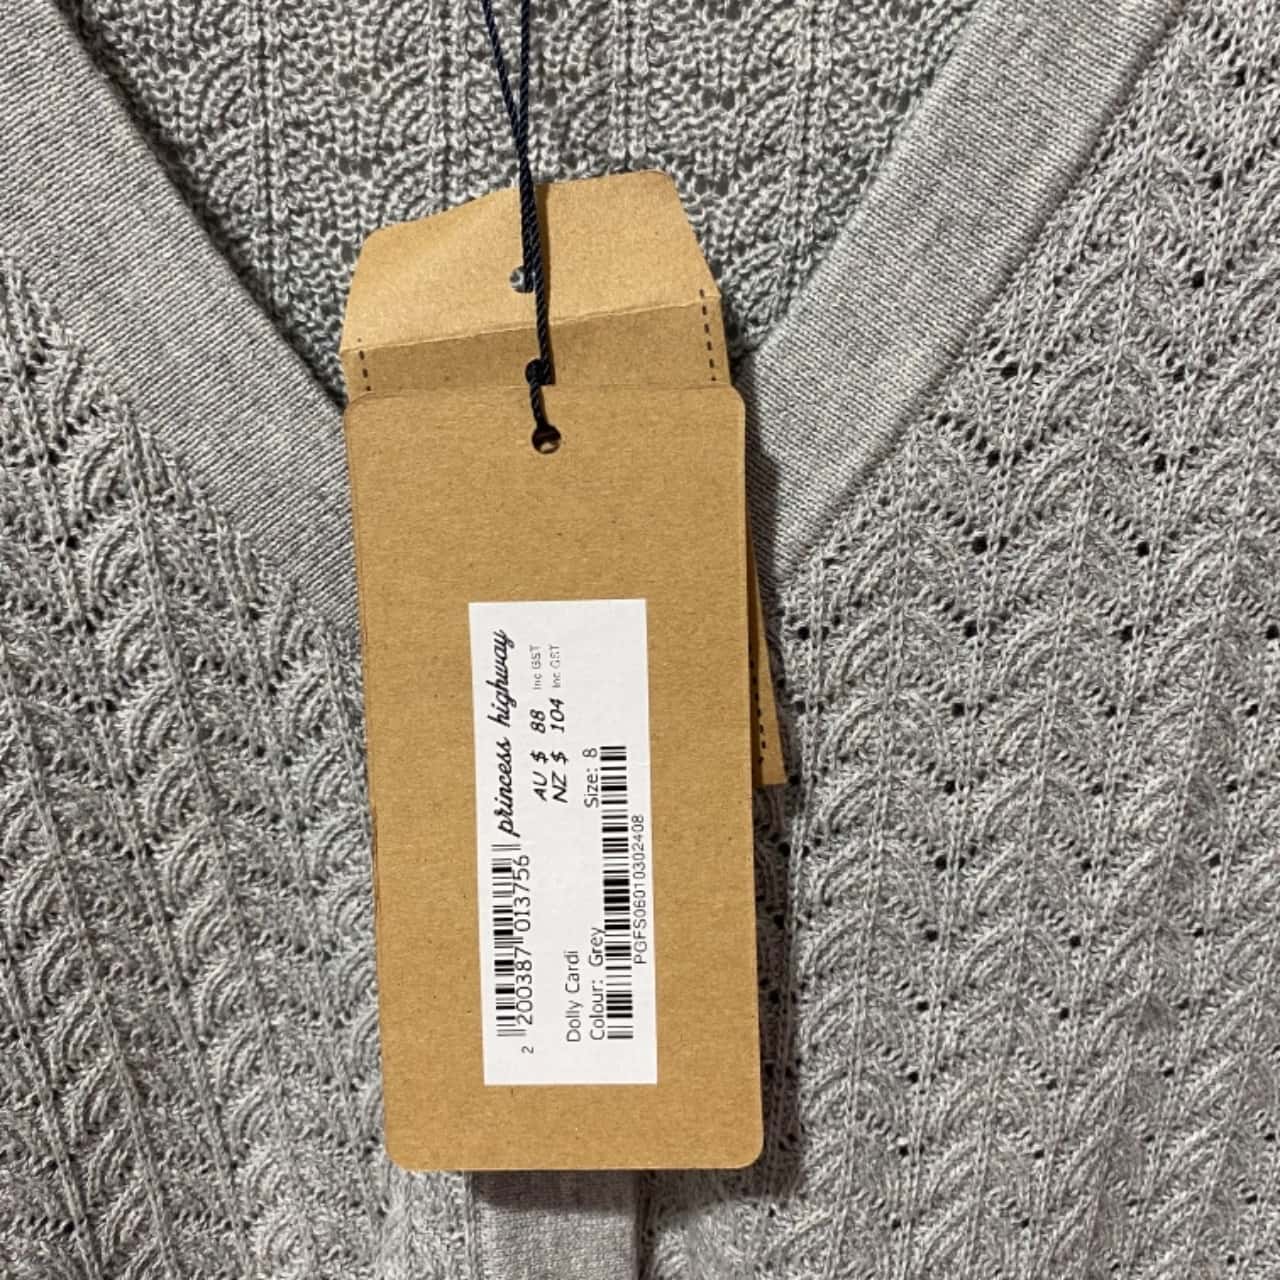 princess highway
AU $ 88 Inc GST
NZ $ 104 Inc GST
2 200387 013756
Dolly Cardi
Colour: Grey Size: 8
PGFS06010302408